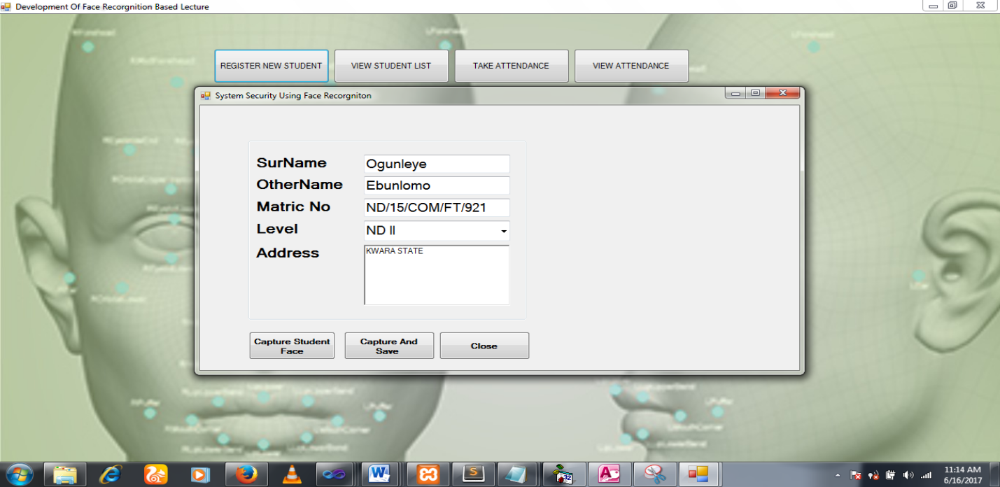 Development Of Face Recorgnition Based Lecture
REGISTER NEW STUDENT
VIEW STUDENT LIST
TAKE ATTENDANCE
VIEW ATTENDANCE
System Security Using Face Recorgniton
SurName
Ogunleye
OtherName
Ebunlomo
Matric No
ND/15/COM/FT/921
Level
ND II
Address
KWARA STATE
Capture Student
Face
Capture And
Save
Close
11:14 AM
6/16/2017